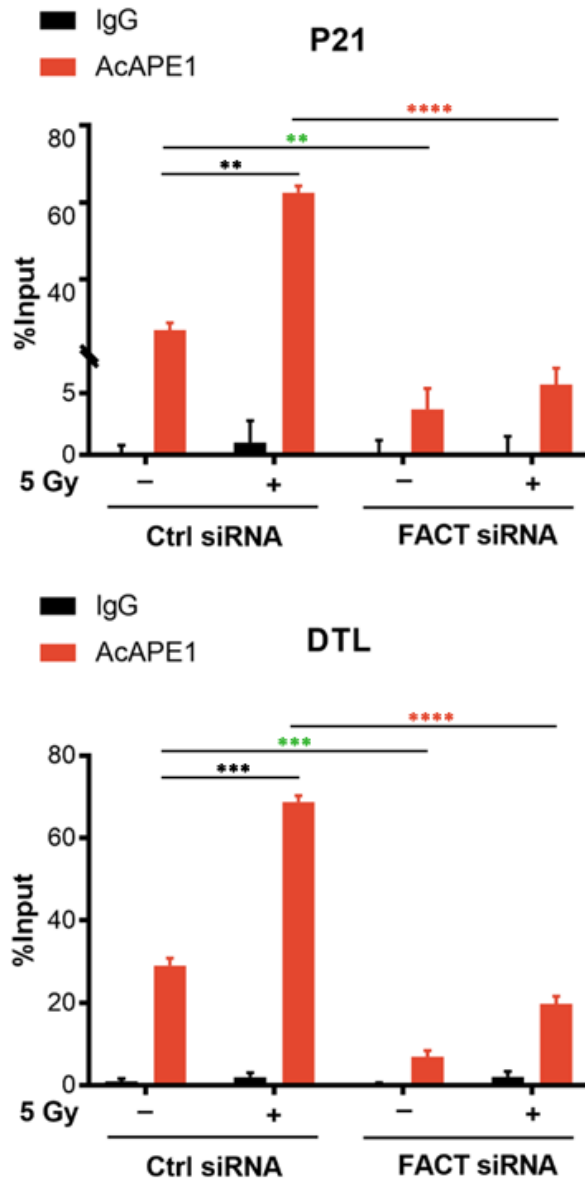 IgG
P21
AcAPE1
****
**
**
80
60
40
5
0
%Input
5 Gy − + − +
Ctrl siRNA FACT siRNA
IgG
AcAPE1
DTL
****
***
***
80
60
40
20
0
%Input
5 Gy − + − +
Ctrl siRNA FACT siRNA